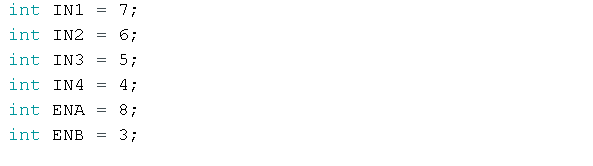 int IN1 = 7;
int IN2 = 6;
int IN3 = 5;
int IN4 = 4;
int ENA = 8;
int ENB = 3;